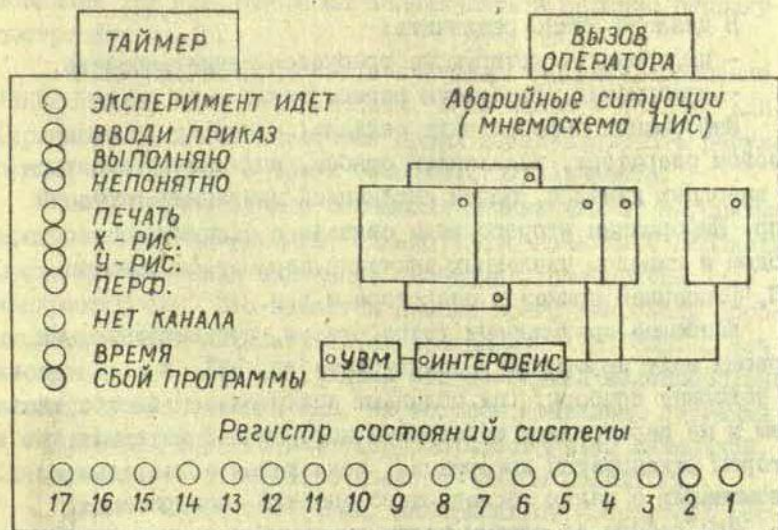 ТАЙМЕР
ВЫЗОВ
ОПЕРАТОРА
ЭКСПЕРИМЕНТ ИДЕТ
ВВОДИ ПРИКАЗ
ВЫПОЛНЯЮ
НЕПОНЯТНО
ПЕЧАТЬ
X - РИС.
У - РИС.
ПЕРФ.
НЕТ КАНАЛА
ВРЕМЯ
СБОЙ ПРОГРАММЫ
Аварийные ситуации
( мнемосхема НИС)
УВМ ИНТЕРФЕИС
Регистр состояний системы
17 16 15 14 13 12 11 10 9 8 7 6 5 4 3 2 1